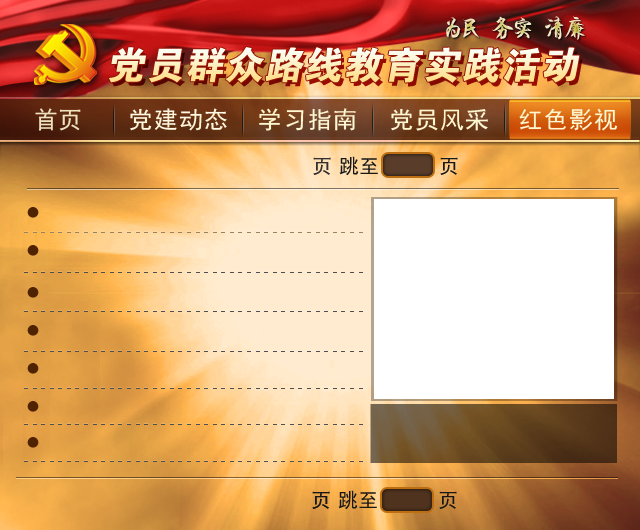 为民 务实 清廉
党员群众路线教育实践活动
首页 党建动态 学习指南 党员风采 红色影视
页 跳至 页
页 跳至 页